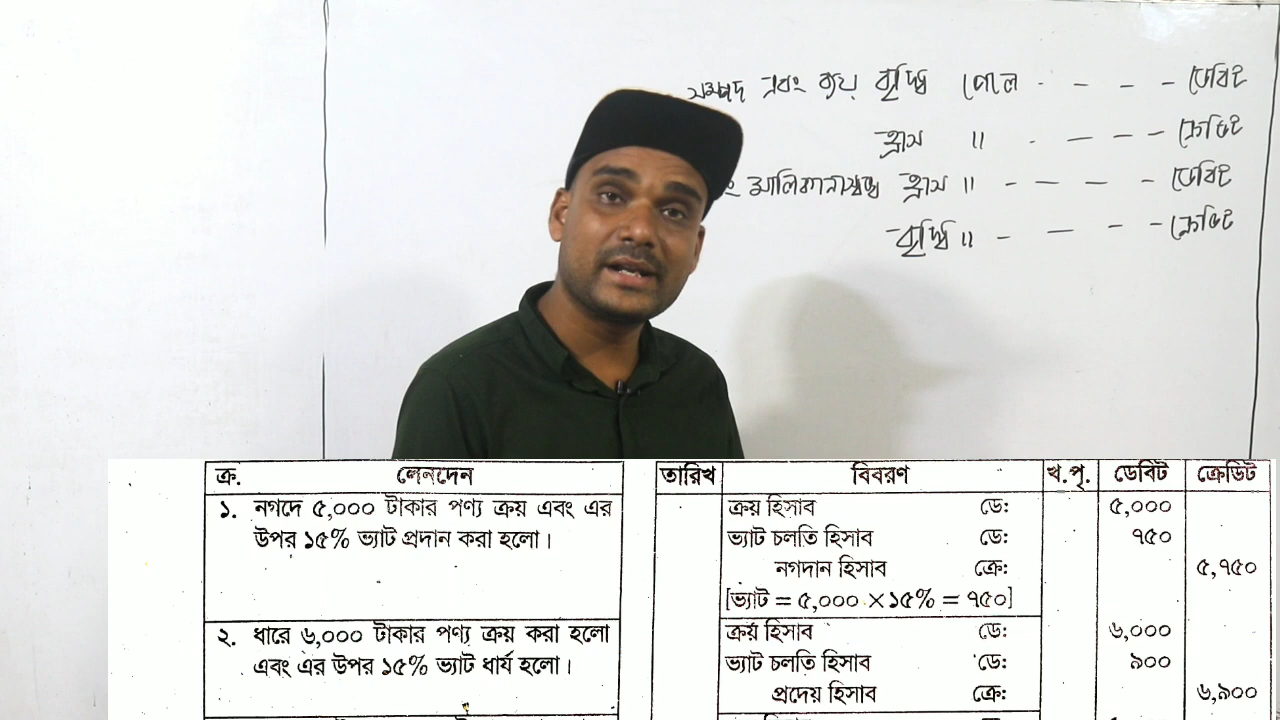 সম্পদ এবং ব্যয় বৃদ্ধি পেলে - - - - ডেবিট
হ্রাস " - - - - ক্রেডিট
মালিকানাস্বত্ব হ্রাস " - - - - ডেবিট
বৃদ্ধি " - - - - ক্রেডিট
ক্র. লেনদেন
১. নগদে ৫,০০০ টাকার পণ্য ক্রয় এবং এর
উপর ১৫% ভ্যাট প্রদান করা হলো।
২. ধারে ৬,০০০ টাকার পণ্য ক্রয় করা হলো
এবং এর উপর ১৫% ভ্যাট ধার্য হলো।
তারিখ বিবরণ খ.পৃ. ডেবিট ক্রেডিট
ক্রয় হিসাব ডে: ৫,০০০
ভ্যাট চলতি হিসাব ডে: ৭৫০
নগদান হিসাব ক্রে: ৫,৭৫০
[ভ্যাট = ৫,০০০ × ১৫% = ৭৫০]
ক্রয় হিসাব ডে: ৬,০০০
ভ্যাট চলতি হিসাব ডে: ৯০০
প্রদেয় হিসাব ক্রে: ৬,৯০০